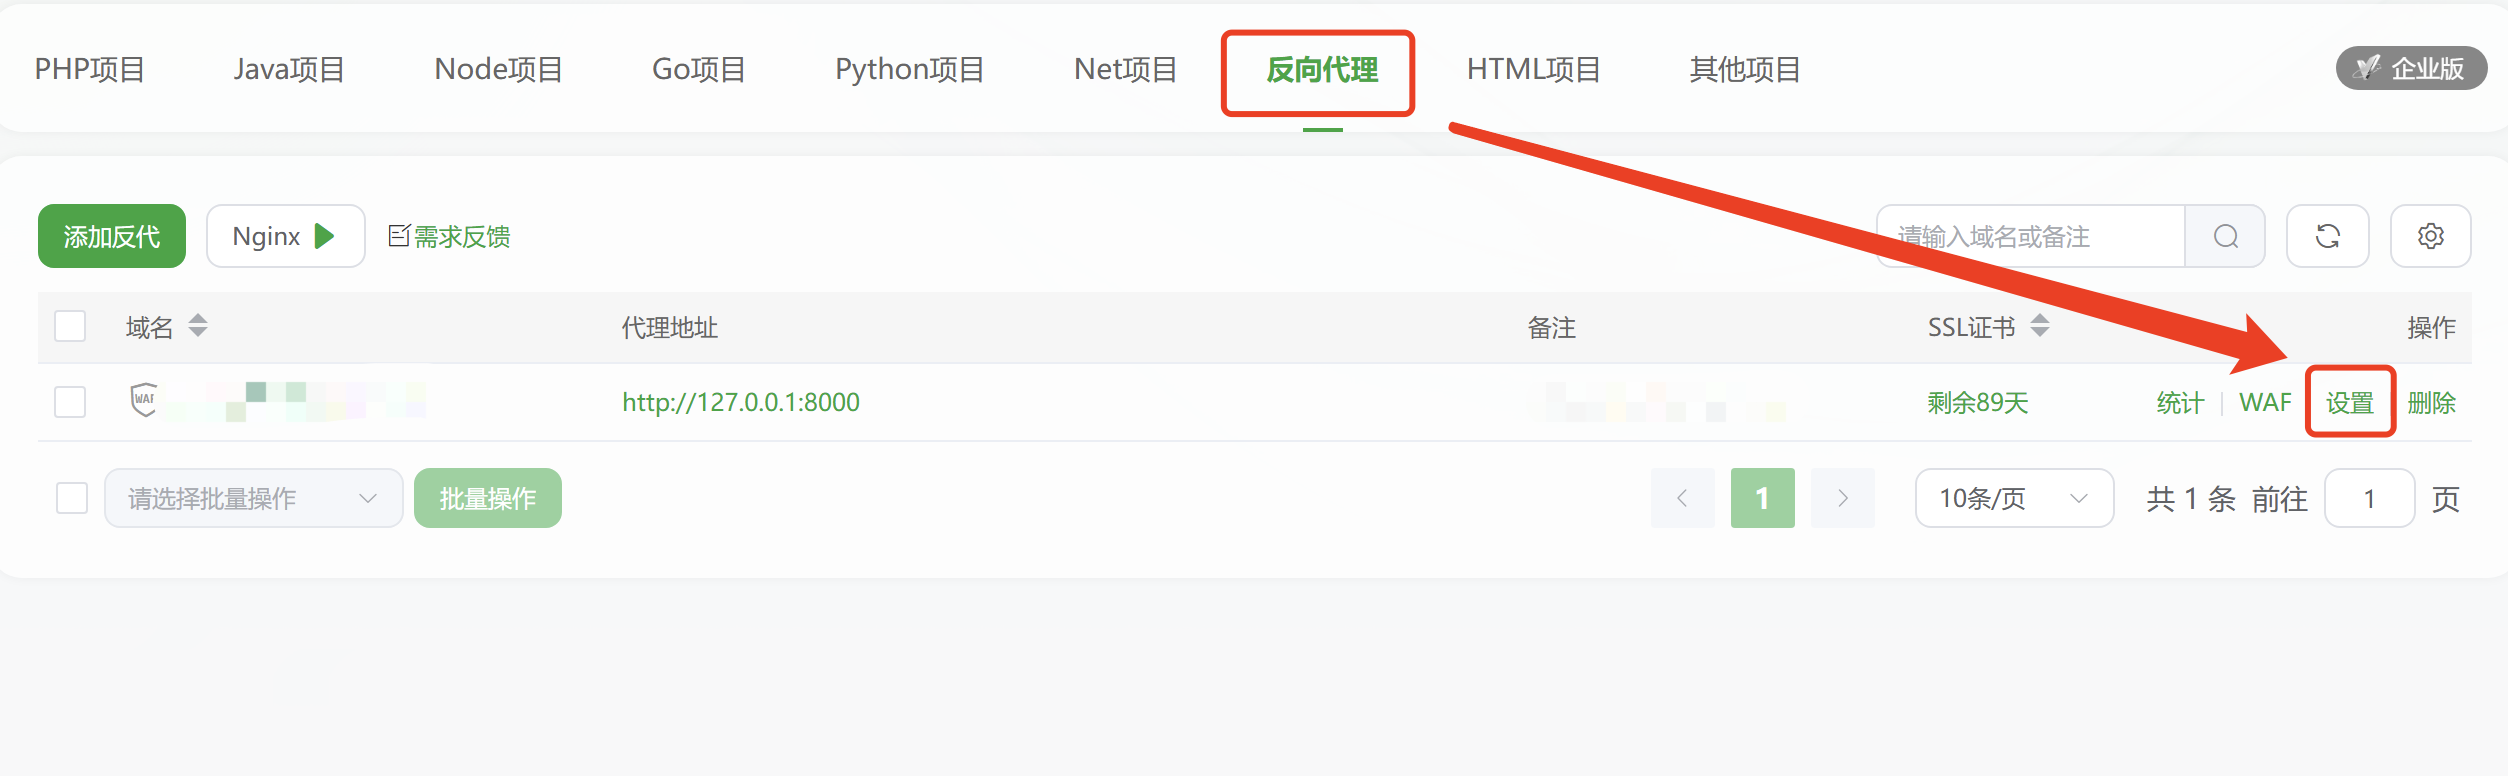 PHP项目 Java项目 Node项目 Go项目 Python项目 Net项目 反向代理 HTML项目 其他项目 企业版
添加反代 Nginx 需求反馈 请输入域名或备注
域名 代理地址 备注 SSL证书 操作
WAF http://127.0.0.1:8000 剩余89天 统计 | WAF 设置 删除
请选择批量操作 批量操作 1 10条/页 共 1 条 前往 1 页